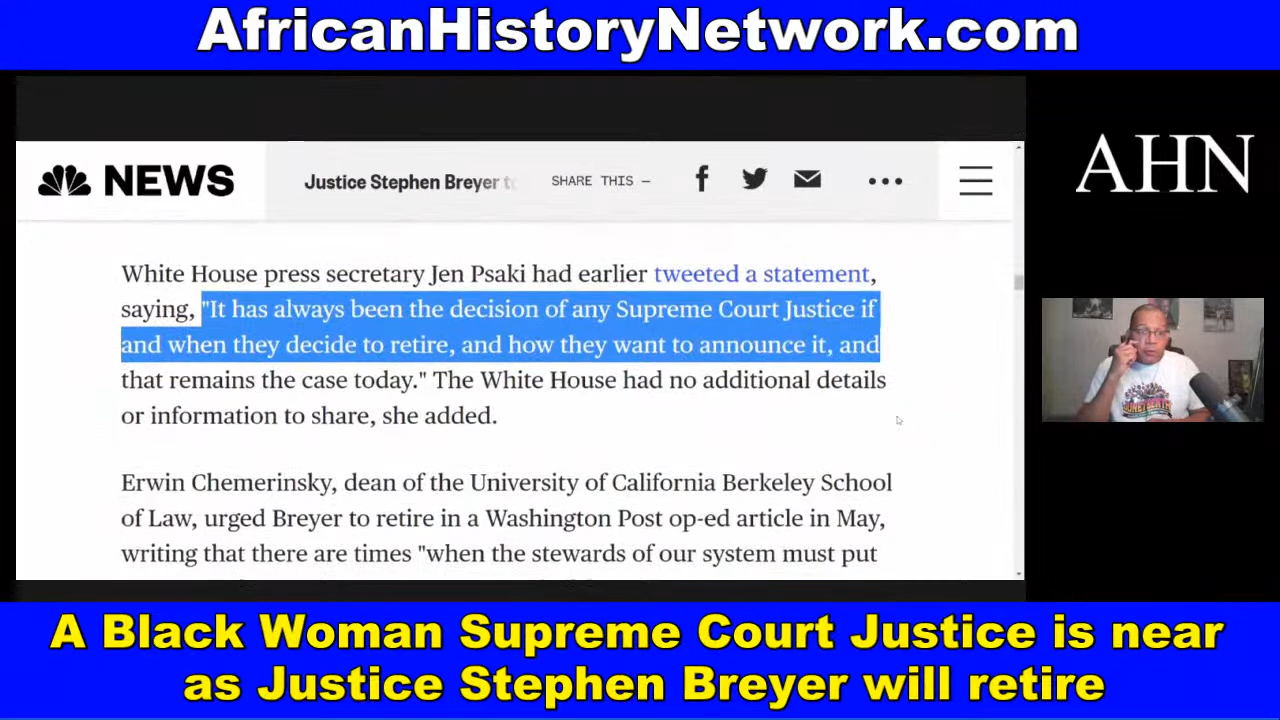 AfricanHistoryNetwork.com
NEWS
Justice Stephen Breyer to
SHARE THIS –
AHN
White House press secretary Jen Psaki had earlier tweeted a statement,
saying, "It has always been the decision of any Supreme Court Justice if
and when they decide to retire, and how they want to announce it, and
that remains the case today." The White House had no additional details
or information to share, she added.
Erwin Chemerinsky, dean of the University of California Berkeley School
of Law, urged Breyer to retire in a Washington Post op-ed article in May,
writing that there are times "when the stewards of our system must put
A Black Woman Supreme Court Justice is near
as Justice Stephen Breyer will retire